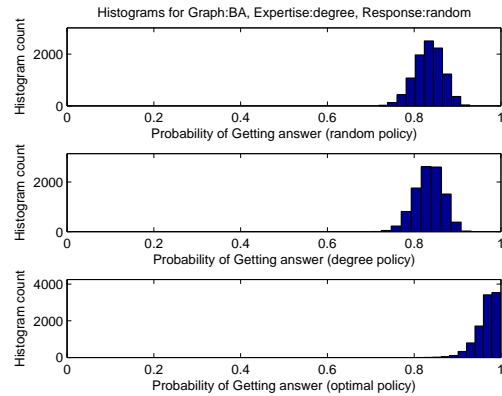 Histograms for Graph:BA, Expertise:degree, Response:random
Histogram count
2000
0
0 0.2 0.4 0.6 0.8 1
Probability of Getting answer (random policy)
Histogram count
2000
0
0 0.2 0.4 0.6 0.8 1
Probability of Getting answer (degree policy)
Histogram count
4000
2000
0
0 0.2 0.4 0.6 0.8 1
Probability of Getting answer (optimal policy)